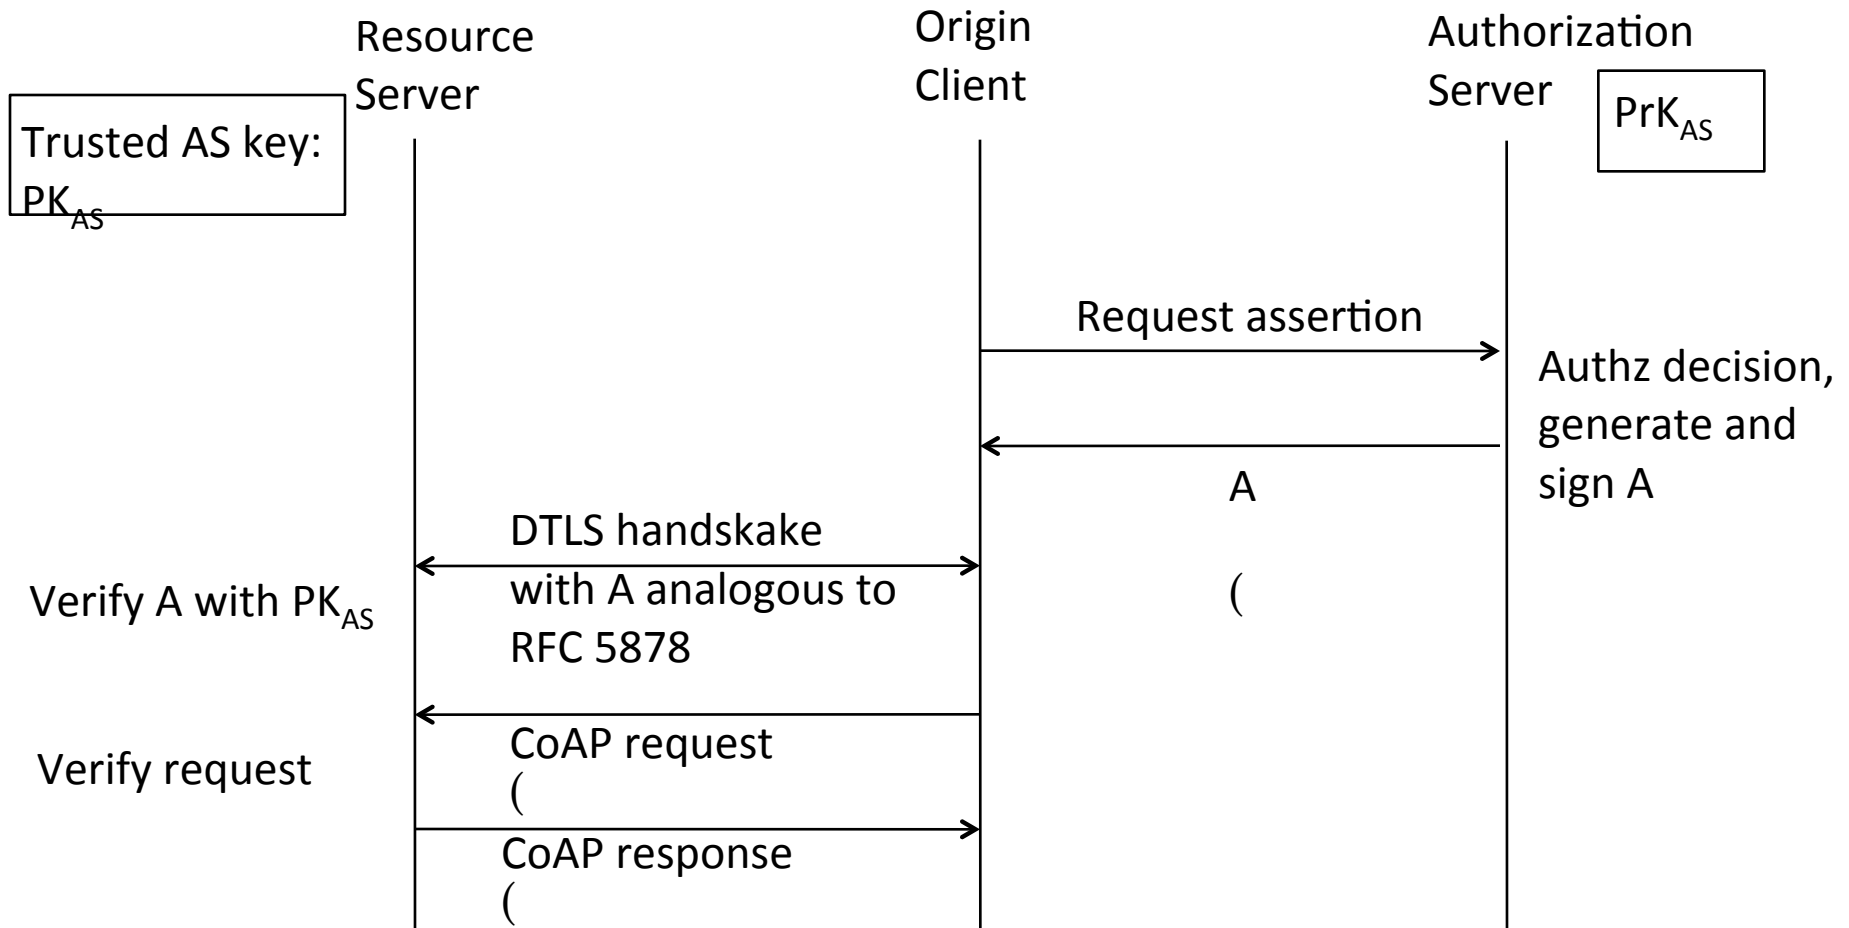 Resource
Server
Origin
Client
Authorization
Server
Trusted AS key:
PK_AS
PrK_AS
Request assertion
Authz decision,
generate and
sign A
A
DTLS handskake
with A analogous to
RFC 5878
(
Verify A with PK_AS
CoAP request
(
Verify request
CoAP response
(